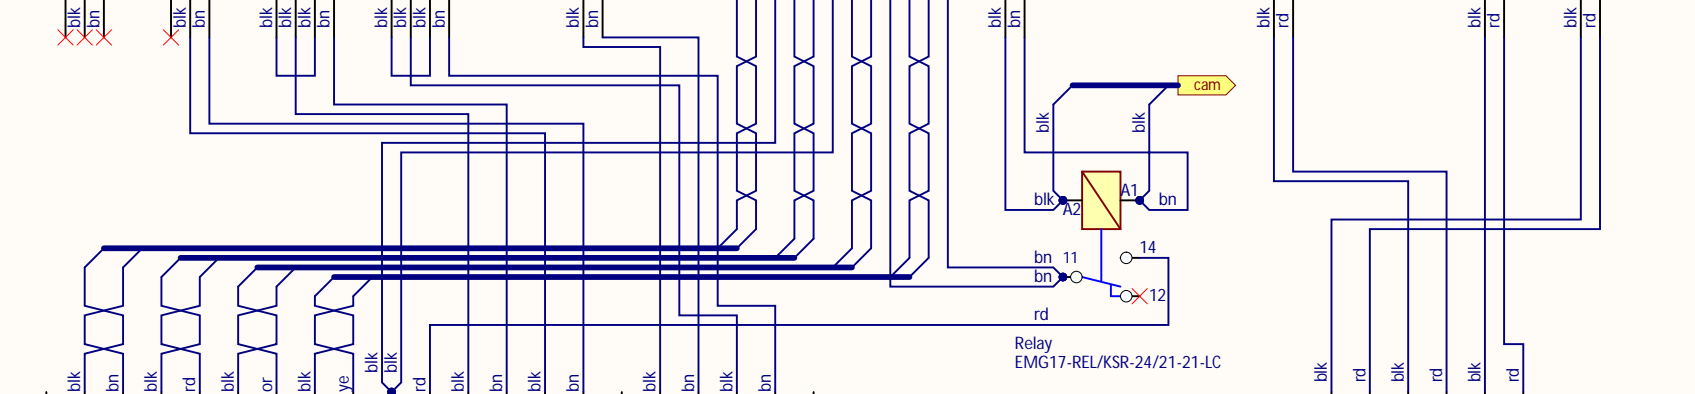 blk bn blk bn blk blk blk bn blk blk blk bn blk bn blk bn blk rd blk rd blk rd
cam
blk blk
blk A2 A1 bn
14
bn 11
bn
12
rd
Relay
EMG17-REL/KSR-24/21-21-LC
blk bn blk rd blk or blk ye blk blk rd blk bn blk bn blk bn blk bn blk rd blk rd blk rd